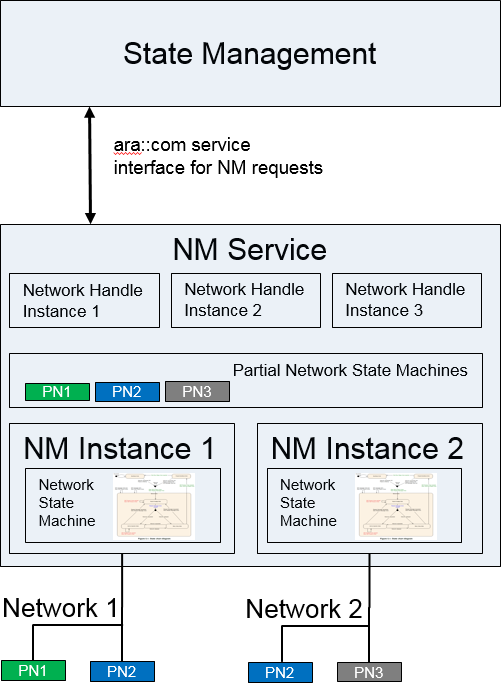 State Management
ara::com service
interface for NM requests
NM Service
Network Handle
Instance 1
Network Handle
Instance 2
Network Handle
Instance 3
Partial Network State Machines
PN1
PN2
PN3
NM Instance 1
Network
State
Machine
NM Instance 2
Network
State
Machine
Network 1
PN1
PN2
Network 2
PN2
PN3